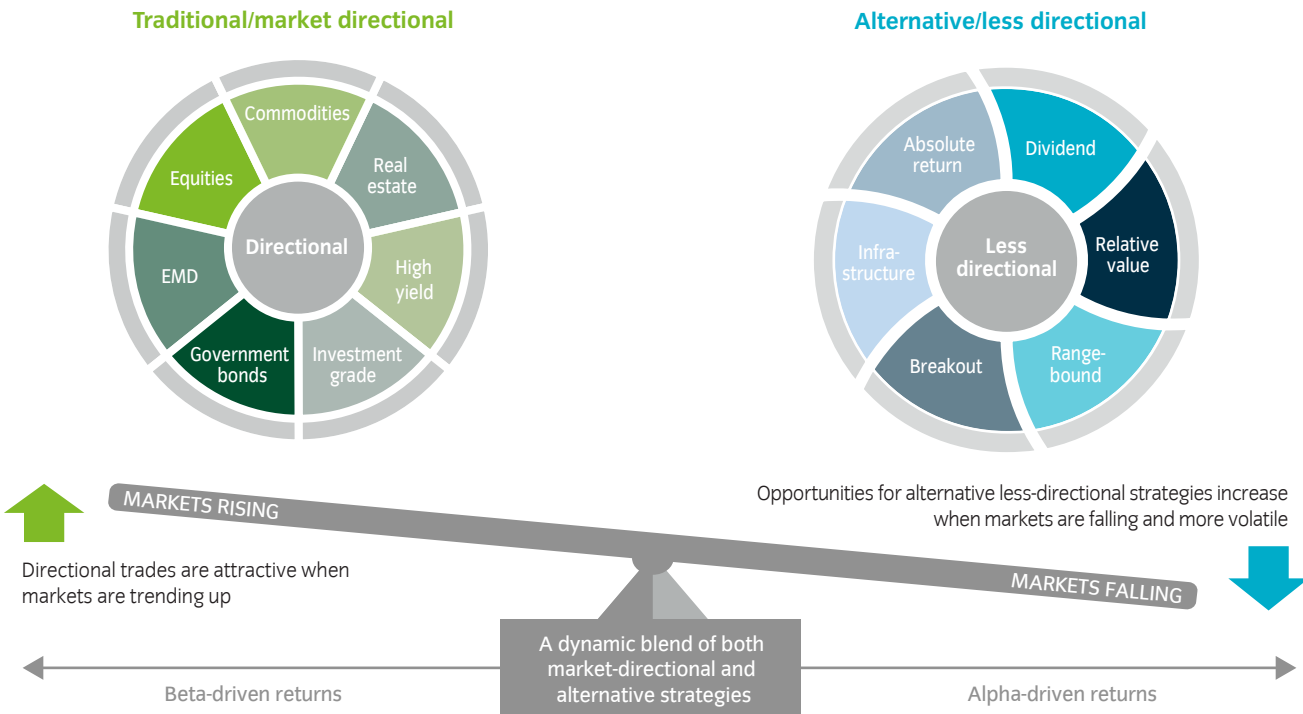 Traditional/market directional
Commodities
Real
estate
High
yield
Investment
grade
Government
bonds
EMD
Equities
Directional
Alternative/less directional
Absolute
return
Dividend
Relative
value
Range-
bound
Breakout
Infra-
structure
Less
directional
MARKETS RISING
Directional trades are attractive when
markets are trending up
Opportunities for alternative less-directional strategies increase
when markets are falling and more volatile
MARKETS FALLING
A dynamic blend of both
market-directional and
alternative strategies
Beta-driven returns
Alpha-driven returns